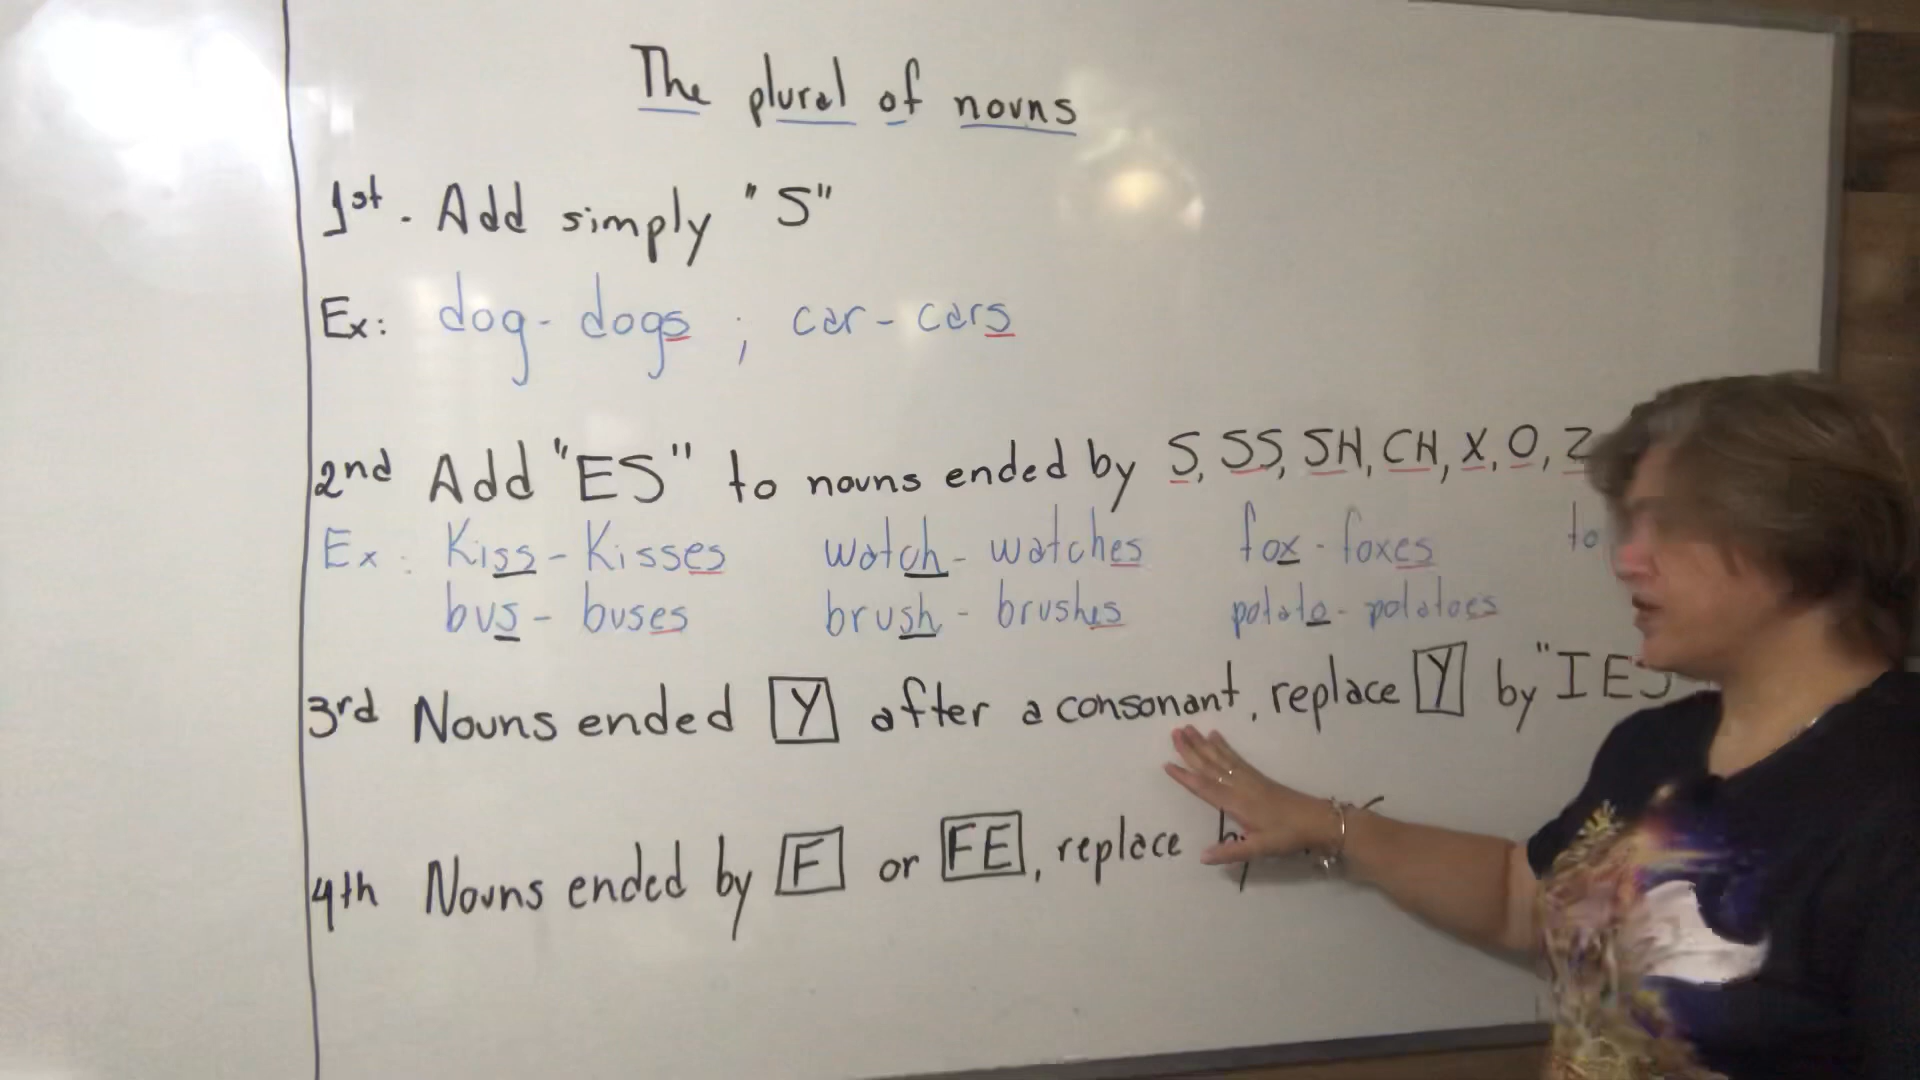 The plural of nouns
1st. Add simply "S"
Ex: dog - dogs ; car - cars
2nd Add "ES" to nouns ended by S, SS, SH, CH, X, O, Z
Ex: Kiss - Kisses watch - watches fox - foxes
bus - buses brush - brushes potato - potatoes
3rd Nouns ended Y after a consonant, replace Y by "IES
4th Nouns ended by F or FE, replace by